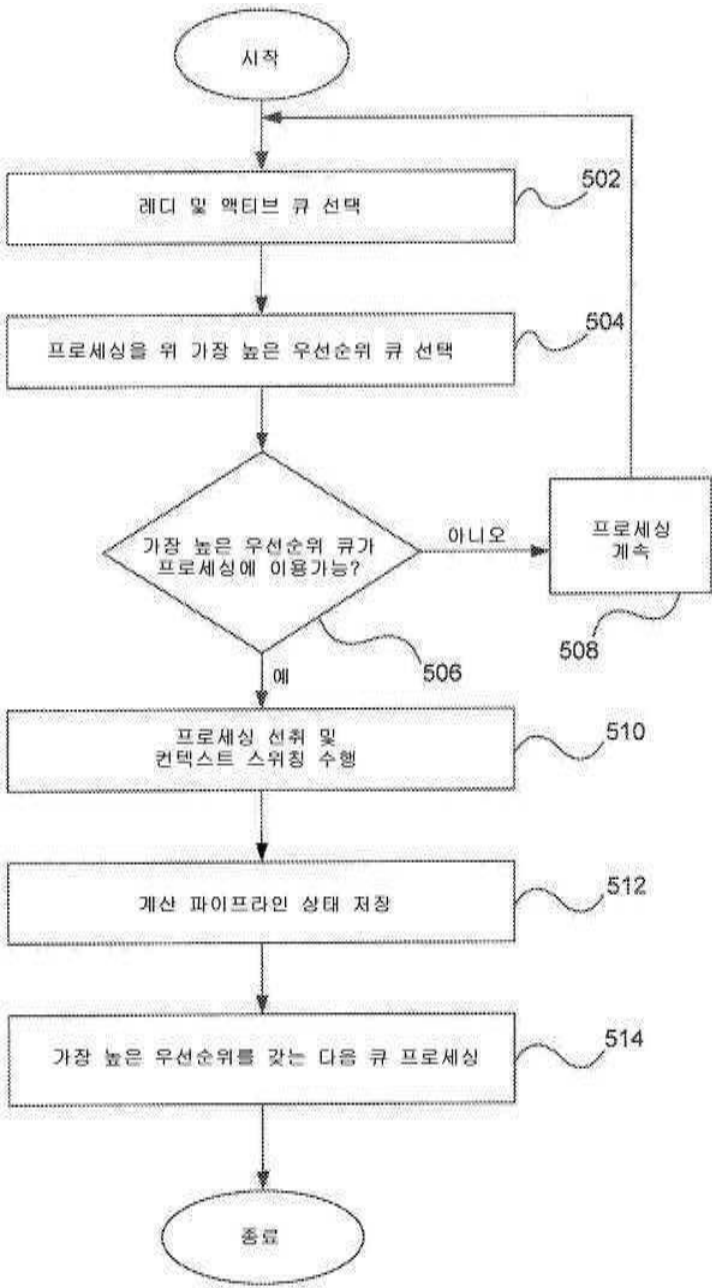 시작
레디 및 액티브 큐 선택
502
프로세싱을 위 가장 높은 우선순위 큐 선택
504
가장 높은 우선순위 큐가
프로세싱에 이용가능?
506
아니오
프로세싱
계속
508
예
프로세싱 선취 및
컨텍스트 스위칭 수행
510
계산 파이프라인 상태 저장
512
가장 높은 우선순위를 갖는 다음 큐 프로세싱
514
종료